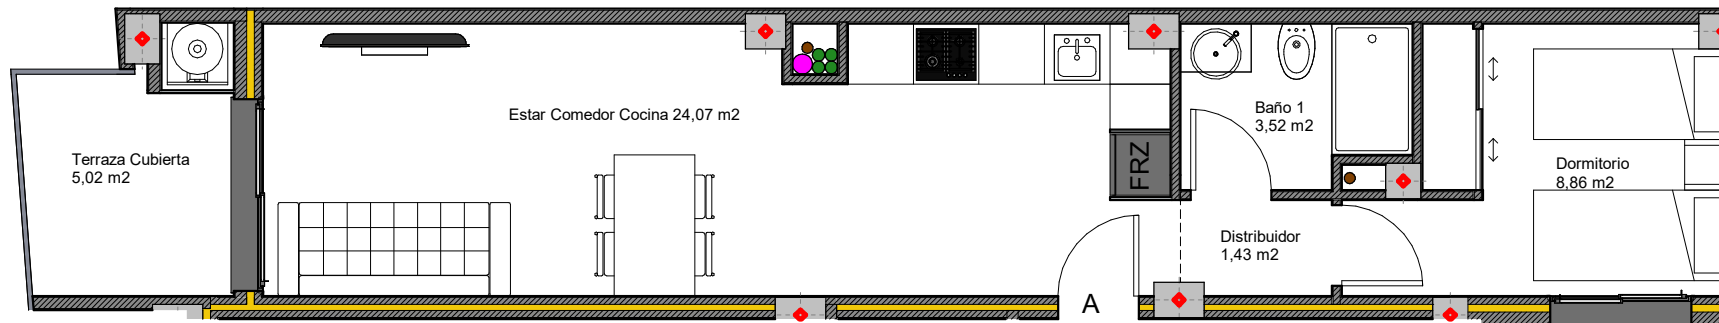 Terraza Cubierta
5,02 m2
Estar Comedor Cocina 24,07 m2
FRZ
Baño 1
3,52 m2
Distribuidor
1,43 m2
Dormitorio
8,86 m2
A